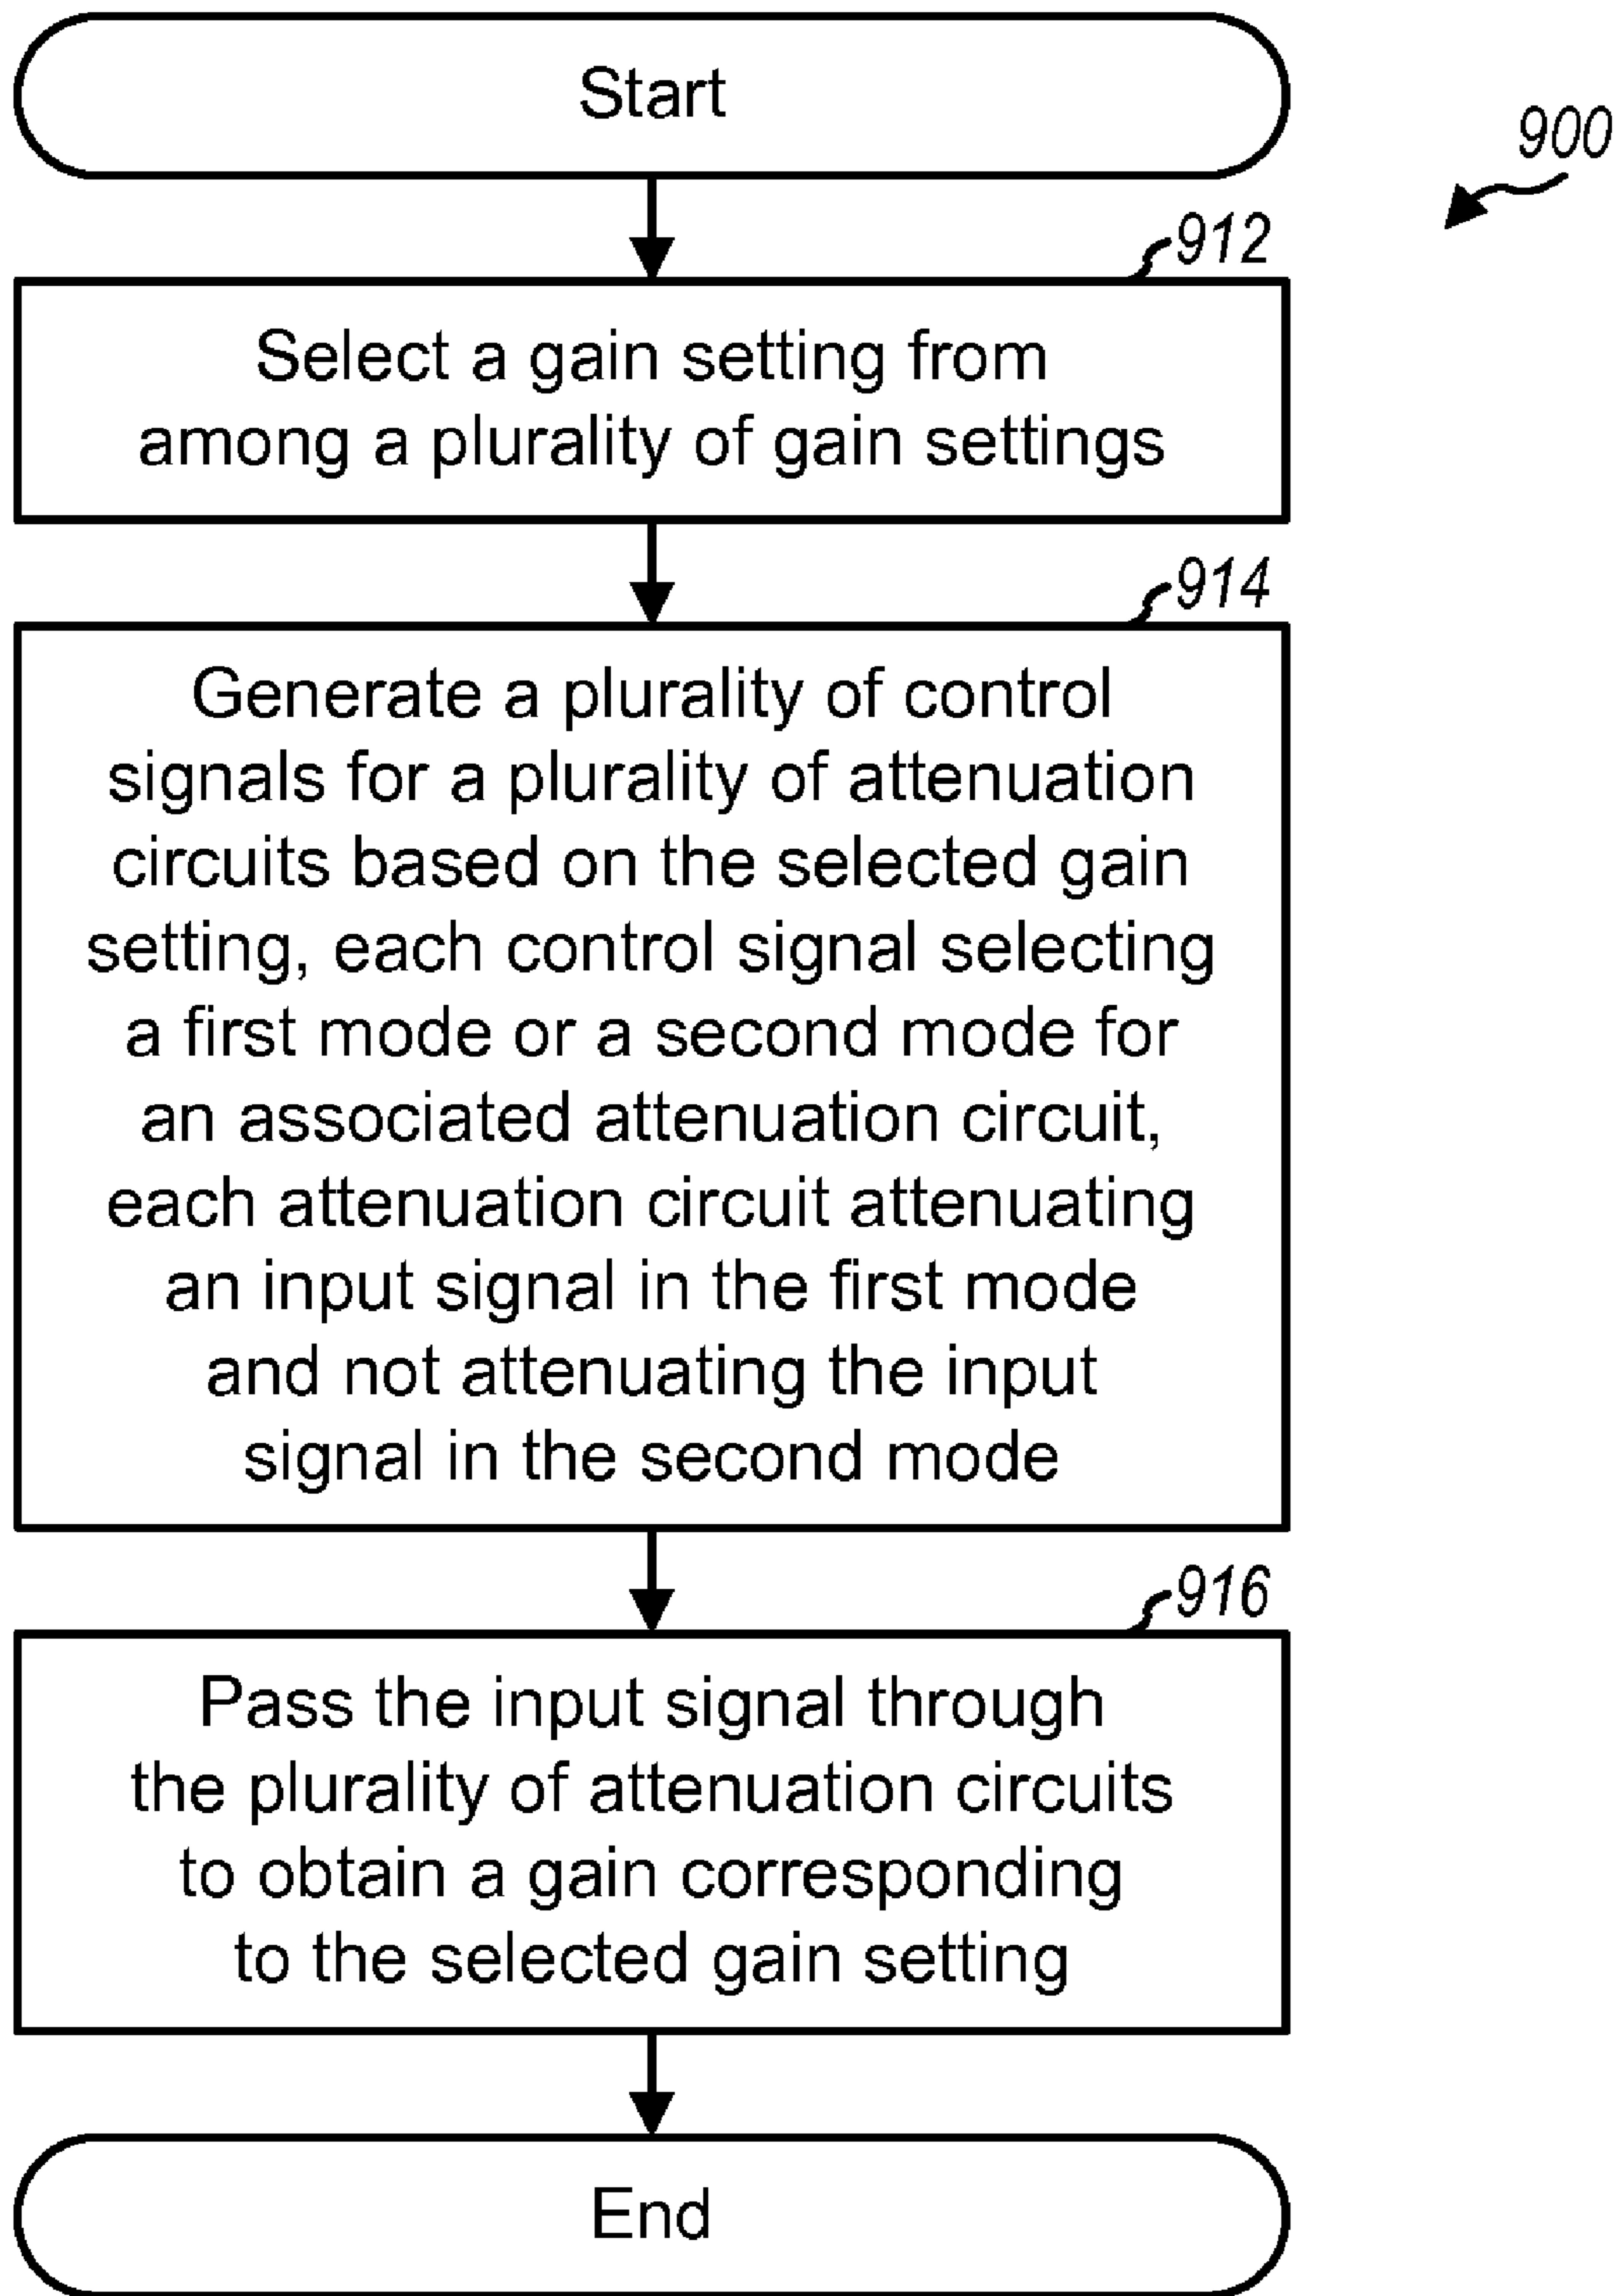 Start
900
912
Select a gain setting from
among a plurality of gain settings
914
Generate a plurality of control
signals for a plurality of attenuation
circuits based on the selected gain
setting, each control signal selecting
a first mode or a second mode for
an associated attenuation circuit,
each attenuation circuit attenuating
an input signal in the first mode
and not attenuating the input
signal in the second mode
916
Pass the input signal through
the plurality of attenuation circuits
to obtain a gain corresponding
to the selected gain setting
End